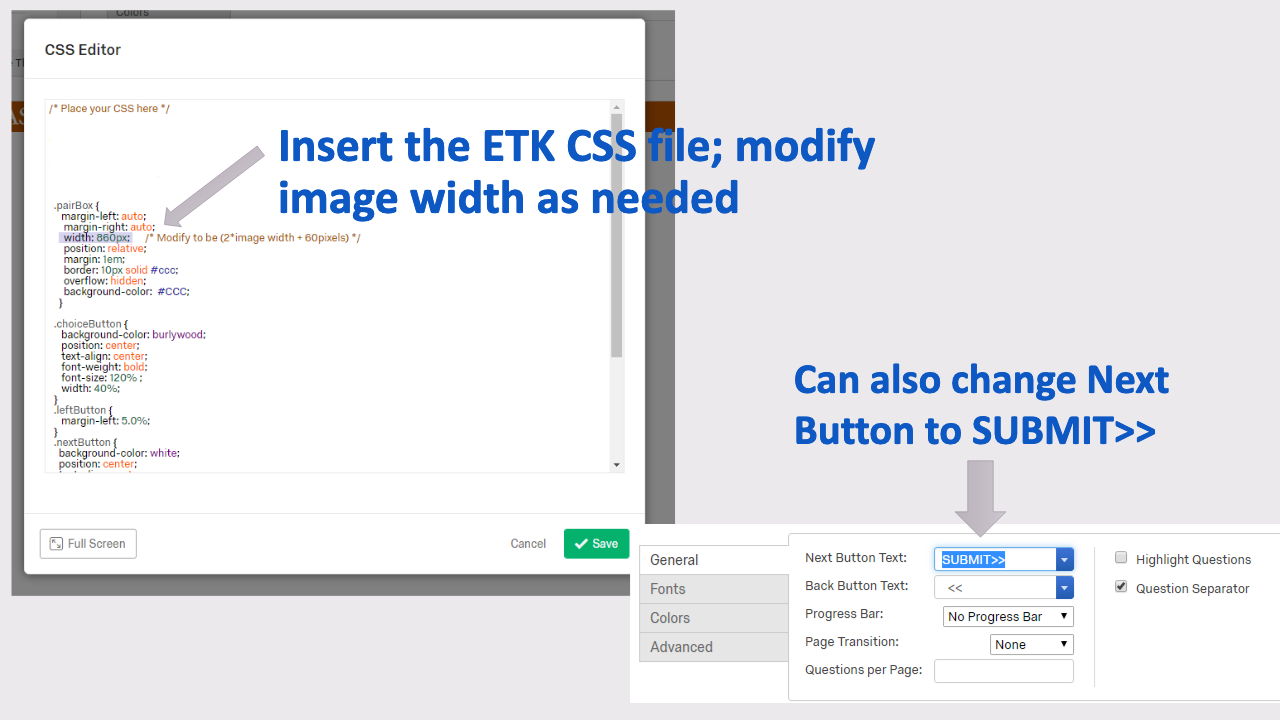 Colors
CSS Editor
/* Place your CSS here */
Insert the ETK CSS file; modify
image width as needed
.pairBox {
margin-left: auto;
margin-right: auto;
width: 860px; /* Modify to be (2*image width + 60pixels) */
position: relative;
margin: 1em;
border: 10px solid #ccc;
overflow: hidden;
background-color: #CCC;
}
.choiceButton {
background-color: burlywood;
position: center;
text-align: center;
font-weight: bold;
font-size: 120% ;
width: 40%;
}
.leftButton {
margin-left: 5.0%;
}
.nextButton {
background-color: white;
position: center;
Full Screen
Cancel
Save
Can also change Next
Button to SUBMIT>>
General
Fonts
Colors
Advanced
Next Button Text: SUBMIT>>
Back Button Text: <<
Progress Bar: No Progress Bar
Page Transition: None
Questions per Page:
Highlight Questions
Question Separator